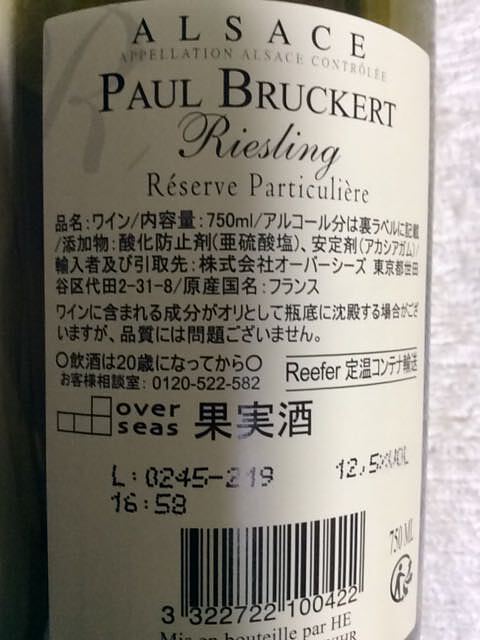 ALSACE
APPELLATION ALSACE CONTRÔLÉE
PAUL BRUCKERT
Riesling
Réserve Particulière
品名:ワイン/内容量:750ml/アルコール分は裏ラベルに記載
/添加物:酸化防止剤(亜硫酸塩)、安定剤(アカシアガム)/
輸入者及び引取先:株式会社オーバーシーズ 東京都世田
谷区代田2-31-8/原産国名:フランス
ワインに含まれる成分がオリとして瓶底に沈殿する場合がござ
いますが、品質には問題ございません。
〇飲酒は20歳になってから〇
お客様相談室: 0120-522-582
Reefer 定温コンテナ輸送
over
seas 果実酒
L:0245-219
12,5%VOL
16:58
750 ML
3 322722 100422
Mis en bouteille par HE